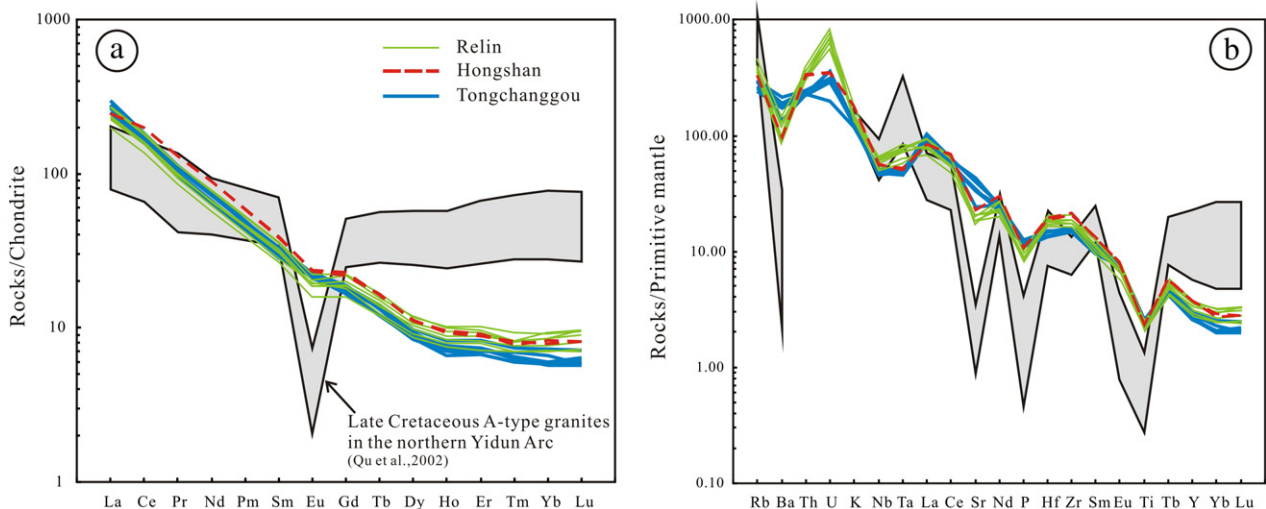 a
Relin
Hongshan
Tongchanggou
Rocks/Chondrite
1000
100
10
1
Late Cretaceous A-type granites
in the northern Yidun Arc
(Qu et al.,2002)
La Ce Pr Nd Pm Sm Eu Gd Tb Dy Ho Er Tm Yb Lu
b
Rocks/Primitive mantle
1000.00
100.00
10.00
1.00
0.10
Rb Ba Th U K Nb Ta La Ce Sr Nd P Hf Zr Sm Eu Ti Tb Y Yb Lu